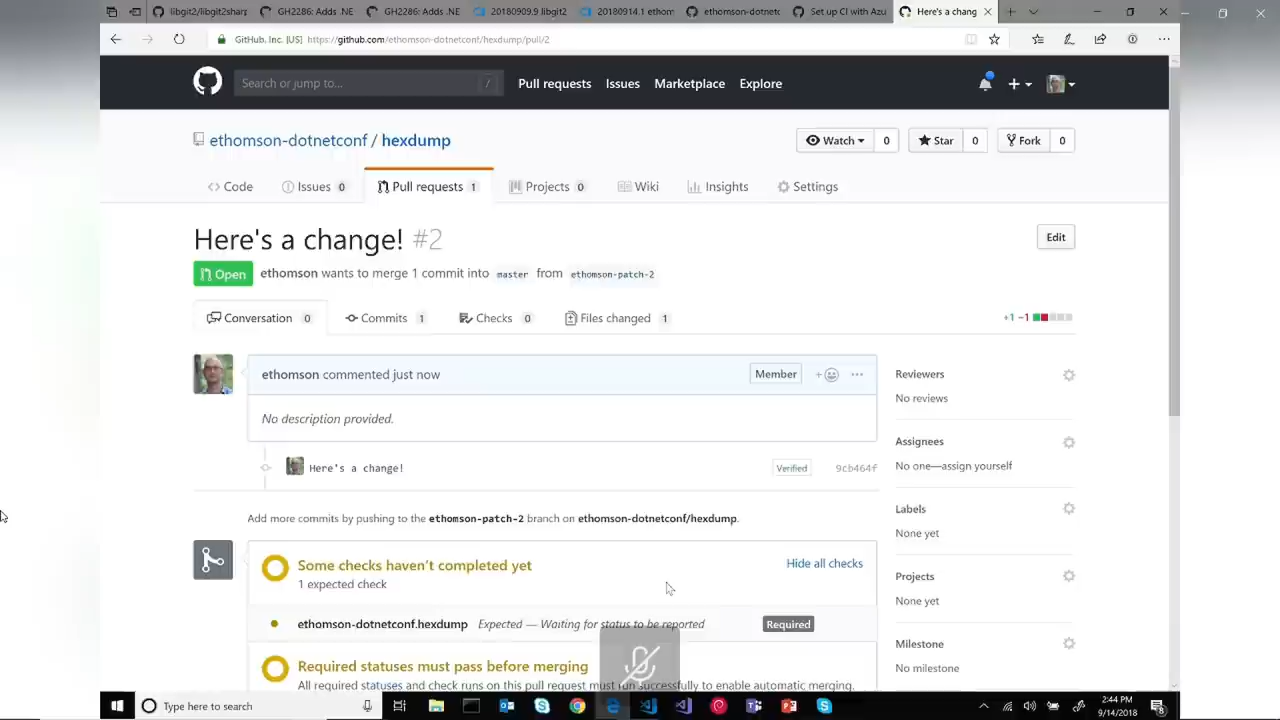 libgit2/libgit2shar
GH2286: Adds .NE
GH2286: Adds .NE
20180909.9.libgit2
20180914.1 ethom
ethomson-dotnetc
Set up CI with Azu
Here's a chang
GitHub, Inc. [US] https://github.com/ethomson-dotnetconf/hexdump/pull/2
Search or jump to... /
Pull requests Issues Marketplace Explore
ethomson-dotnetconf / hexdump
Watch 0 Star 0 Fork 0
Code Issues 0 Pull requests 1 Projects 0 Wiki Insights Settings
Here's a change! #2
Edit
Open ethomson wants to merge 1 commit into master from ethomson-patch-2
Conversation 0 Commits 1 Checks 0 Files changed 1 +1 −1
ethomson commented just now Member
No description provided.
Here's a change! Verified 9cb464f
Add more commits by pushing to the ethomson-patch-2 branch on ethomson-dotnetconf/hexdump.
Some checks haven't completed yet Hide all checks
1 expected check
ethomson-dotnetconf.hexdump Expected — Waiting for status to be reported Required
Required statuses must pass before merging
All required statuses and check runs on this pull request must run successfully to enable automatic merging.
Reviewers
No reviews
Assignees
No one—assign yourself
Labels
None yet
Projects
None yet
Milestone
No milestone
Type here to search
2:44 PM
9/14/2018
8